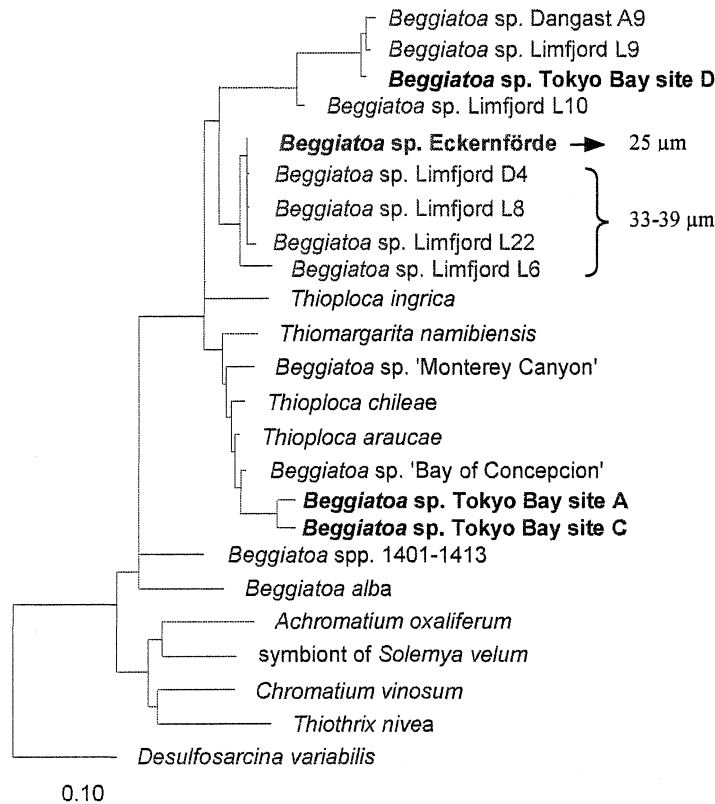 Beggiatoa sp. Dangast A9
Beggiatoa sp. Limfjord L9
Beggiatoa sp. Tokyo Bay site D
Beggiatoa sp. Limfjord L10
Beggiatoa sp. Eckernförde 25 µm
Beggiatoa sp. Limfjord D4
Beggiatoa sp. Limfjord L8
33-39 µm
Beggiatoa sp. Limfjord L22
Beggiatoa sp. Limfjord L6
Thioploca ingrica
Thiomargarita namibiensis
Beggiatoa sp. 'Monterey Canyon'
Thioploca chileae
Thioploca araucae
Beggiatoa sp. 'Bay of Concepcion'
Beggiatoa sp. Tokyo Bay site A
Beggiatoa sp. Tokyo Bay site C
Beggiatoa spp. 1401-1413
Beggiatoa alba
Achromatium oxaliferum
symbiont of Solemya velum
Chromatium vinosum
Thiothrix nivea
Desulfosarcina variabilis
0.10